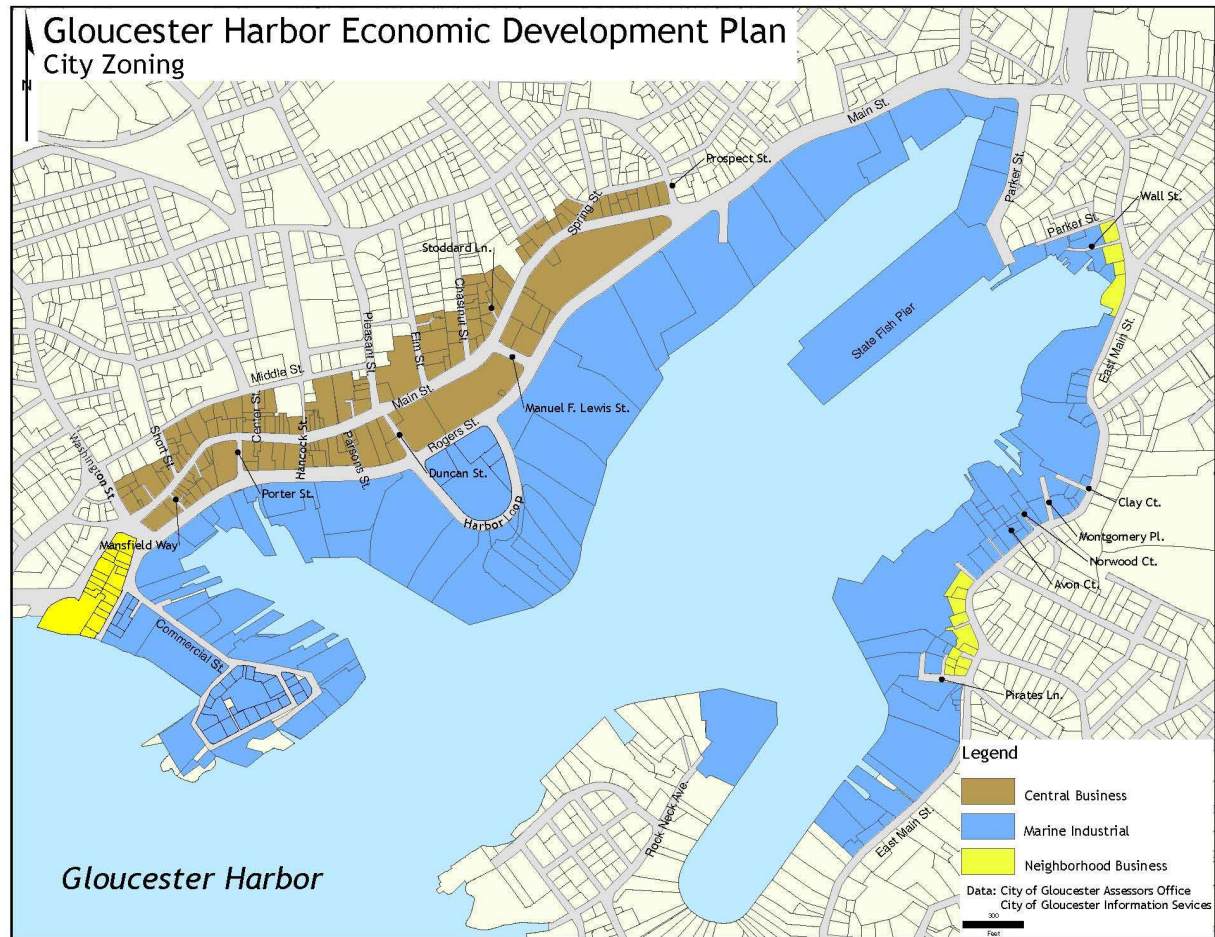 Gloucester Harbor Economic Development Plan
City Zoning
N
Main St.
Prospect St.
Parker St.
Wall St.
Spring St.
Parker St.
Stoddard Ln.
Chestnut St.
State Fish Pier
Pleasant St.
Elm St.
East Main St.
Middle St.
Main St.
Manuel F. Lewis St.
Center St.
Hancock St.
Parsons St.
Rogers St.
Short St.
Washington St.
Duncan St.
Porter St.
Harbor Loop
Clay Ct.
Mansfield Way
Montgomery Pl.
Norwood Ct.
Avon Ct.
Commercial St.
Pirates Ln.
Rock Neck Ave.
East Main St.
Gloucester Harbor
Legend
Central Business
Marine Industrial
Neighborhood Business
Data: City of Gloucester Assessors Office
City of Gloucester Information Sevices
300
Feet